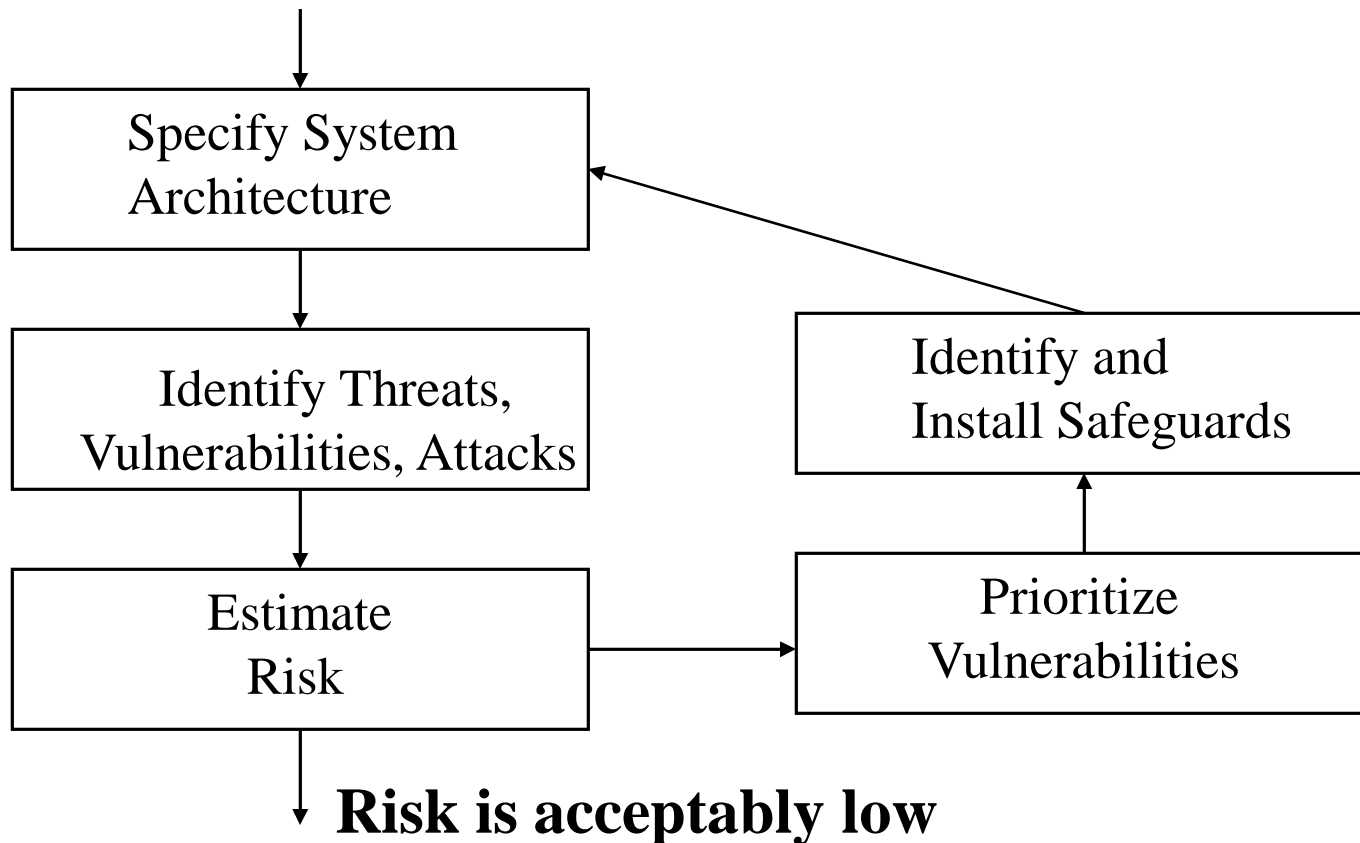 Specify System
Architecture
Identify Threats,
Vulnerabilities, Attacks
Estimate
Risk
Identify and
Install Safeguards
Prioritize
Vulnerabilities
Risk is acceptably low